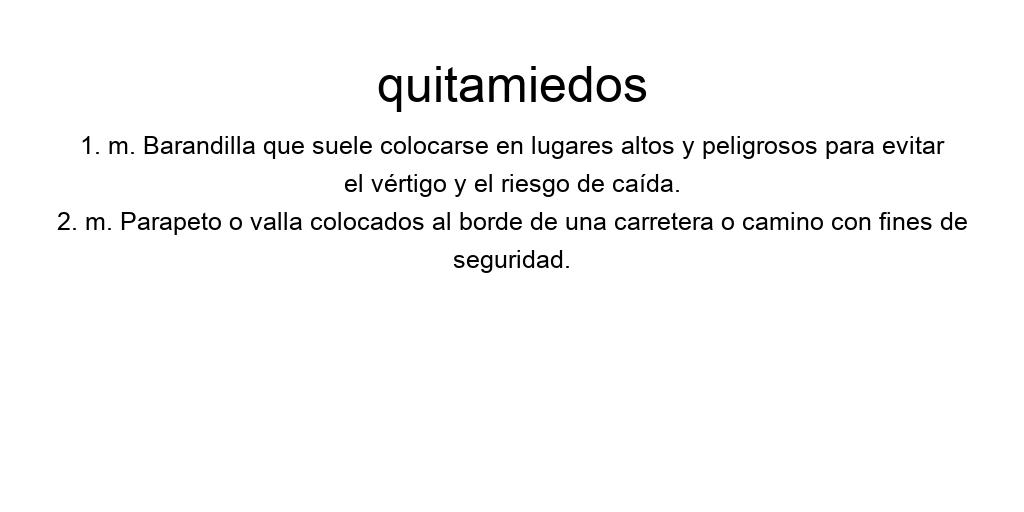 quitamiedos
1. m. Barandilla que suele colocarse en lugares altos y peligrosos para evitar
el vértigo y el riesgo de caída.
2. m. Parapeto o valla colocados al borde de una carretera o camino con fines de
seguridad.